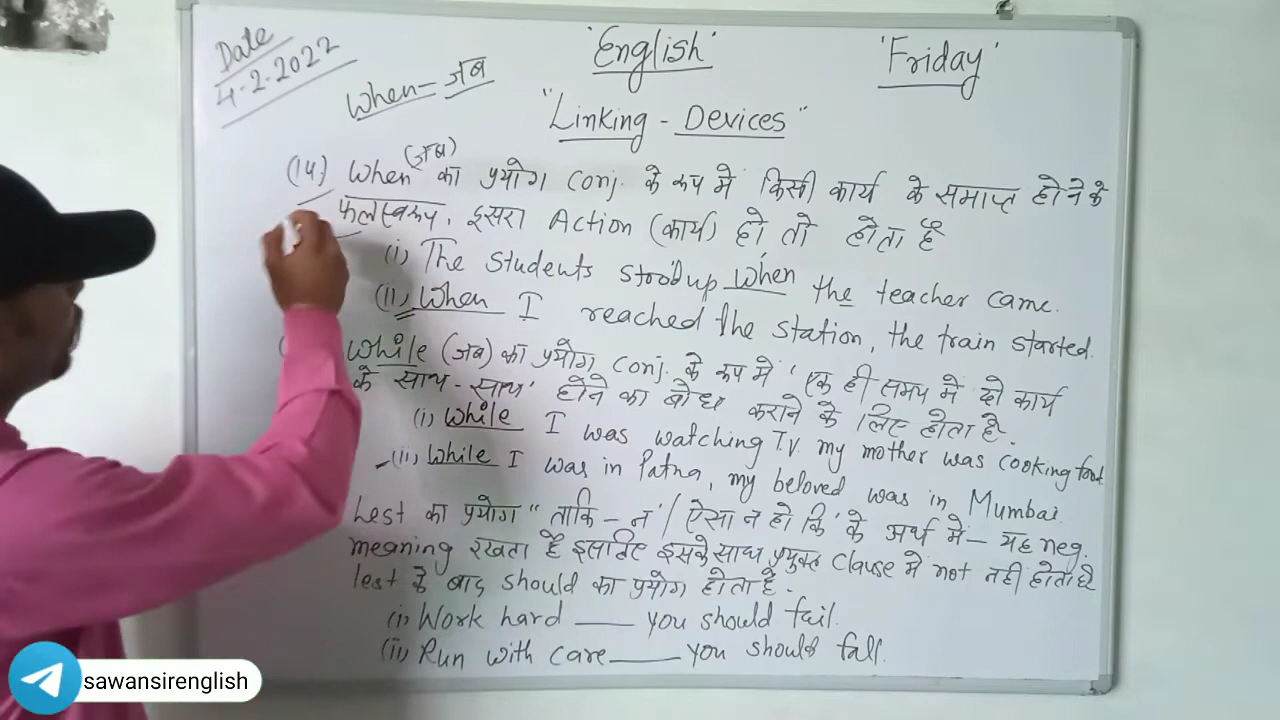 Date
4-2-2022
'English'
'Friday'
When - जब
"Linking - Devices"
(14) When (जब) का प्रयोग Conj. के रूप में किसी कार्य के समाप्त होने के
फलस्वरूप, दूसरा Action (कार्य) हो तो होता है
(i) The students stood up when the teacher came.
(ii) When I reached the station, the train started.
While (जब) का प्रयोग Conj. के रूप में 'एक ही समय में दो कार्य
के साथ-साथ' होने का बोध कराने के लिए होता है.
(i) While I was watching T.V. my mother was cooking food.
(ii) While I was in Patna, my beloved was in Mumbai.
Lest का प्रयोग "ताकि - न / ऐसा न हो कि' के अर्थ में - यह neg.
meaning रखता है इसलिए इसके साथ प्रयुक्त clause में not नहीं होता है
lest के बाद should का प्रयोग होता है.
(i) Work hard ___ you should fail.
(ii) Run with care ___ you should fall.
sawansirenglish